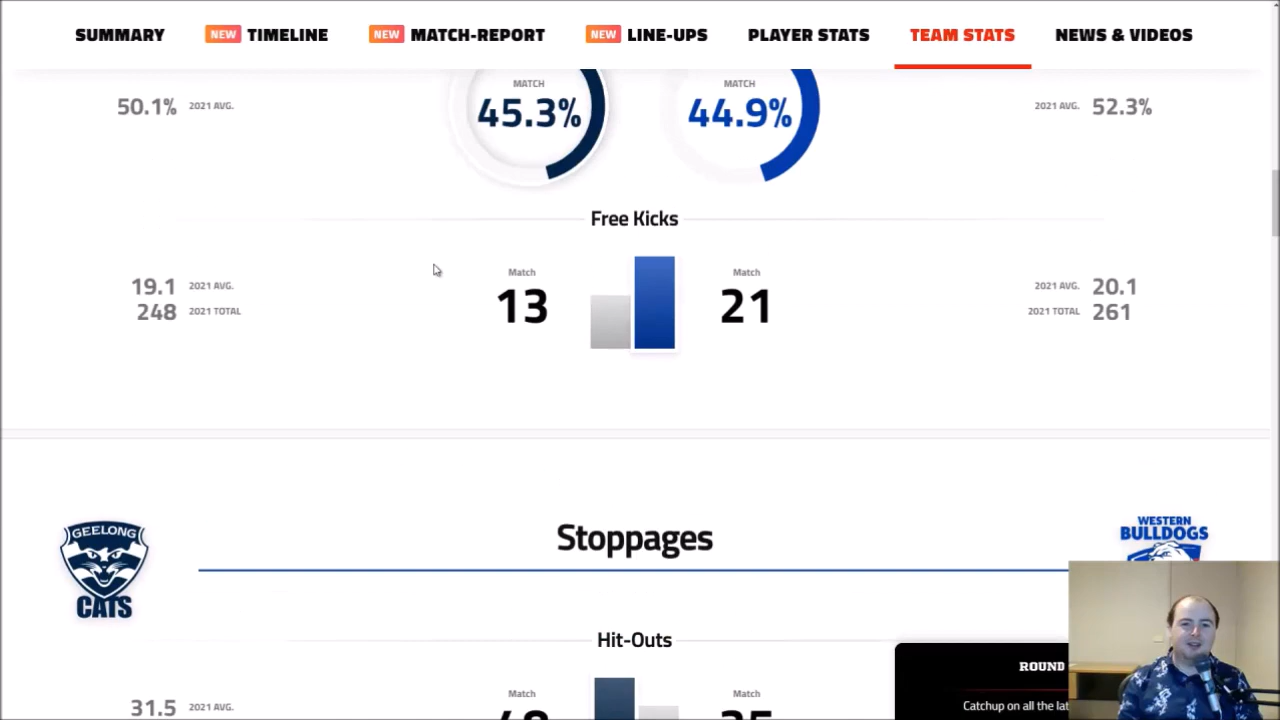 SUMMARY
NEW TIMELINE
NEW MATCH-REPORT
NEW LINE-UPS
PLAYER STATS
TEAM STATS
NEWS & VIDEOS
50.1% 2021 AVG.
MATCH
45.3%
MATCH
44.9%
2021 AVG. 52.3%
Free Kicks
19.1 2021 AVG.
248 2021 TOTAL
Match
13
Match
21
2021 AVG. 20.1
2021 TOTAL 261
GEELONG
CATS
Stoppages
WESTERN
BULLDOGS
Hit-Outs
31.5 2021 AVG.
Match
Match
ROUND
Catchup on all the lat